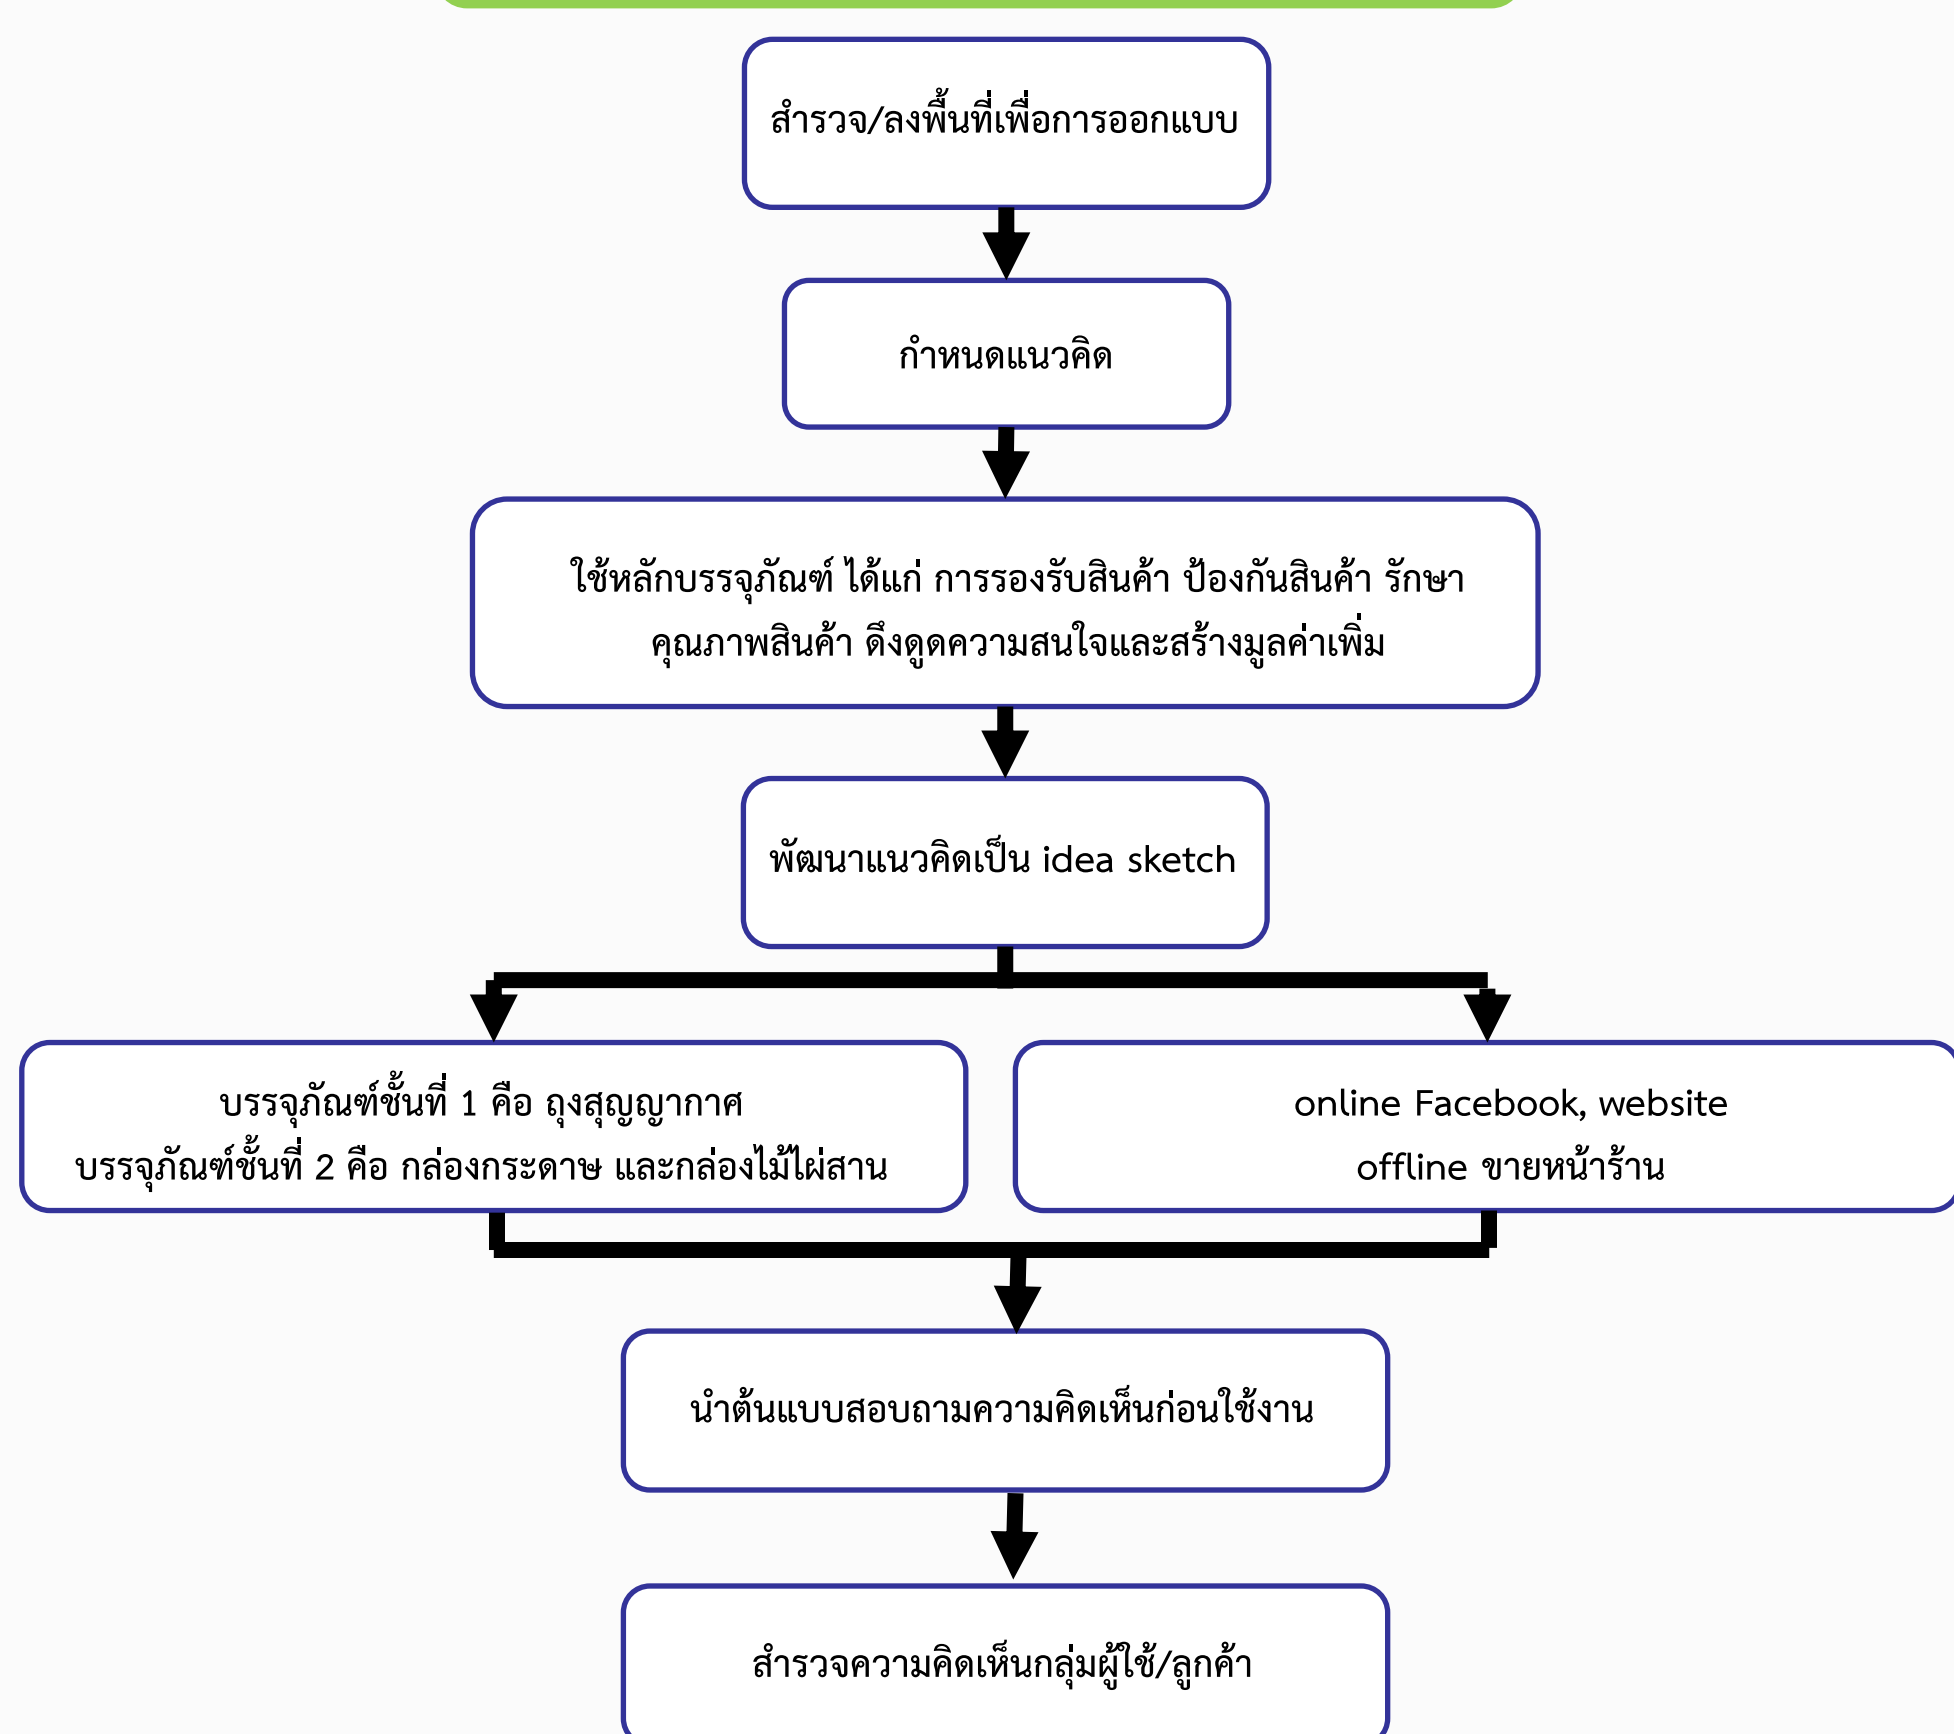 สำรวจ/ลงพื้นที่เพื่อการออกแบบ
กำหนดแนวคิด
ใช้หลักบรรจุภัณฑ์ ได้แก่ การรองรับสินค้า ป้องกันสินค้า รักษา
คุณภาพสินค้า ดึงดูดความสนใจและสร้างมูลค่าเพิ่ม
พัฒนาแนวคิดเป็น idea sketch
บรรจุภัณฑ์ชั้นที่ 1 คือ ถุงสุญญากาศ
บรรจุภัณฑ์ชั้นที่ 2 คือ กล่องกระดาษ และกล่องไม้ไผ่สาน
online Facebook, website
offline ขายหน้าร้าน
นำต้นแบบสอบถามความคิดเห็นก่อนใช้งาน
สำรวจความคิดเห็นกลุ่มผู้ใช้/ลูกค้า